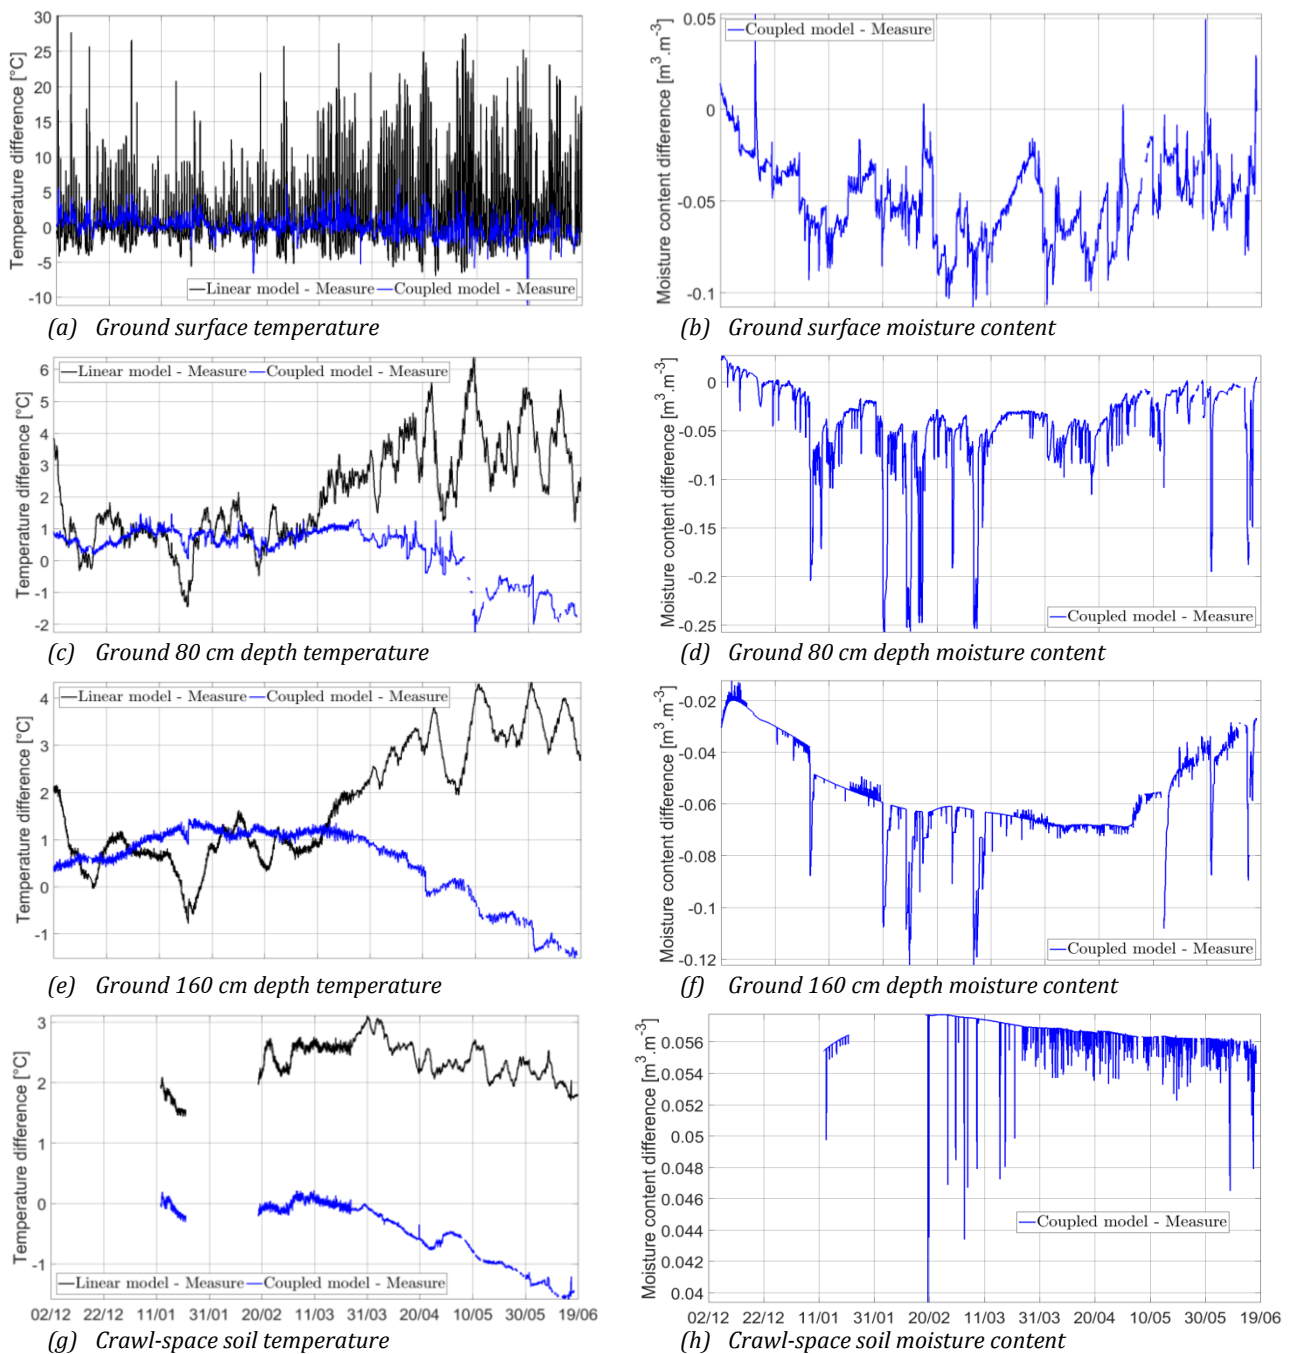 30
25
20
15
10
5
0
-5
-10
Temperature difference [°C]
Linear model - Measure
Coupled model - Measure
(a) Ground surface temperature
0.05
0
-0.05
-0.1
Moisture content difference [m³.m⁻³]
Coupled model - Measure
(b) Ground surface moisture content
6
5
4
3
2
1
0
-1
-2
Temperature difference [°C]
Linear model - Measure
Coupled model - Measure
(c) Ground 80 cm depth temperature
0
-0.05
-0.1
-0.15
-0.2
-0.25
Moisture content difference [m³.m⁻³]
Coupled model - Measure
(d) Ground 80 cm depth moisture content
4
3
2
1
0
-1
Temperature difference [°C]
Linear model - Measure
Coupled model - Measure
(e) Ground 160 cm depth temperature
-0.02
-0.04
-0.06
-0.08
-0.1
-0.12
Moisture content difference [m³.m⁻³]
Coupled model - Measure
(f) Ground 160 cm depth moisture content
3
2
1
0
-1
Temperature difference [°C]
Linear model - Measure
Coupled model - Measure
02/12 22/12 11/01 31/01 20/02 11/03 31/03 20/04 10/05 30/05 19/06
(g) Crawl-space soil temperature
0.056
0.054
0.052
0.05
0.048
0.046
0.044
0.042
0.04
Moisture content difference [m³.m⁻³]
Coupled model - Measure
02/12 22/12 11/01 31/01 20/02 11/03 31/03 20/04 10/05 30/05 19/06
(h) Crawl-space soil moisture content